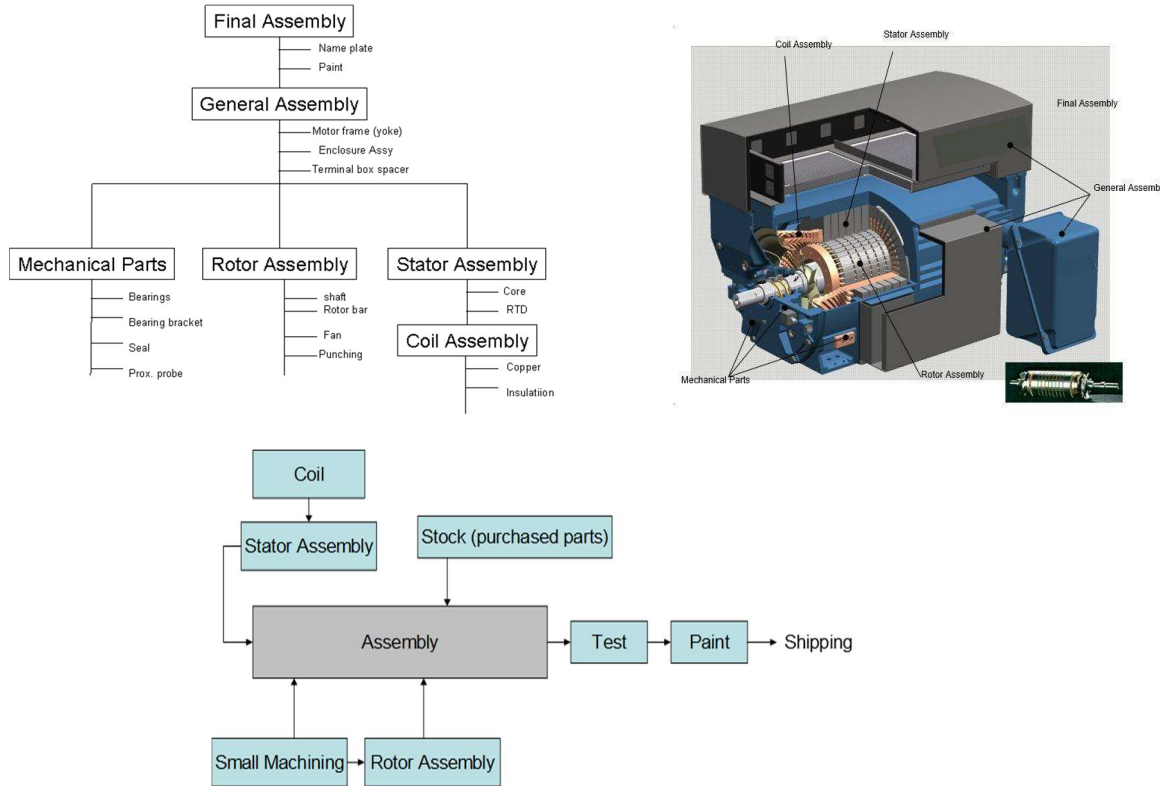 Final Assembly
Name plate
Paint
General Assembly
Motor frame (yoke)
Enclosure Assy
Terminal box spacer
Mechanical Parts
Bearings
Bearing bracket
Seal
Prox. probe
Rotor Assembly
shaft
Rotor bar
Fan
Punching
Stator Assembly
Core
RTD
Coil Assembly
Copper
Insulatiion
Stator Assembly
Coil Assembly
Final Assembly
General Assemb
Mechanical Parts
Rotor Assembly
Coil
Stator Assembly
Stock (purchased parts)
Assembly
Test
Paint
Shipping
Small Machining
Rotor Assembly